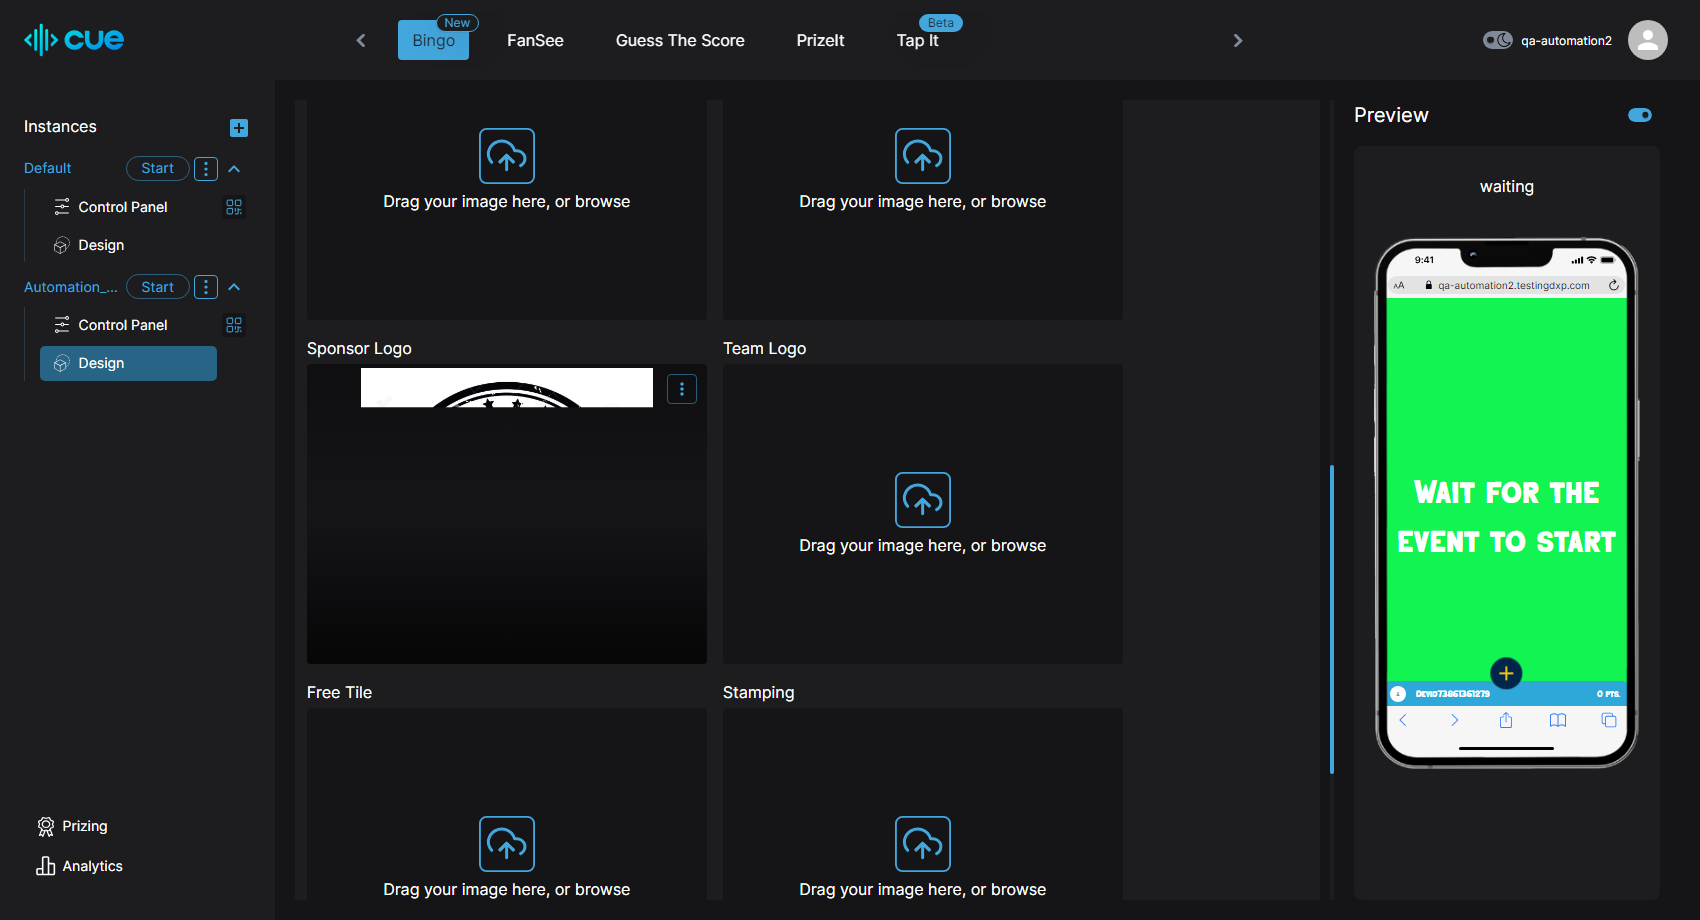 cue
New
Bingo
FanSee
Guess The Score
PrizeIt
Beta
Tap It
qa-automation2
Instances
Default
Start
Control Panel
Design
Automation_...
Start
Control Panel
Design
Prizing
Analytics
Drag your image here, or browse
Drag your image here, or browse
Sponsor Logo
Team Logo
Drag your image here, or browse
Free Tile
Stamping
Drag your image here, or browse
Drag your image here, or browse
Preview
waiting
9:41
AA
qa-automation2.testingdxp.com
WAIT FOR THE
EVENT TO START
DEVID73861361279
0 PTS.